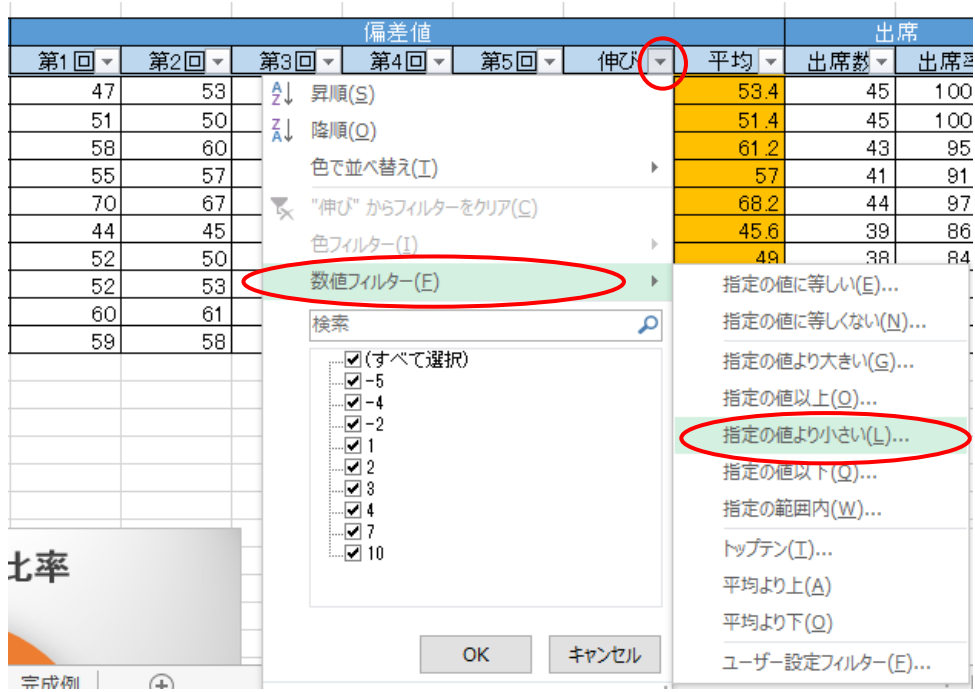 偏差値 出席
第1回 第2回 第3回 第4回 第5回 伸び 平均 出席数 出席率
47 53 53.4 45 100
51 50 51.4 45 100
58 60 61.2 43 95
55 57 57 41 91
70 67 68.2 44 97
44 45 45.6 39 86
52 50 49 38 84
52 53
60 61
59 58
昇順(S)
降順(O)
色で並べ替え(T)
"伸び" からフィルターをクリア(C)
色フィルター(I)
数値フィルター(F)
検索
(すべて選択)
-5
-4
-2
1
2
3
4
7
10
OK キャンセル
指定の値に等しい(E)...
指定の値に等しくない(N)...
指定の値より大きい(G)...
指定の値以上(O)...
指定の値より小さい(L)...
指定の値以下(Q)...
指定の範囲内(W)...
トップテン(T)...
平均より上(A)
平均より下(O)
ユーザー設定フィルター(F)...
比率
完成例